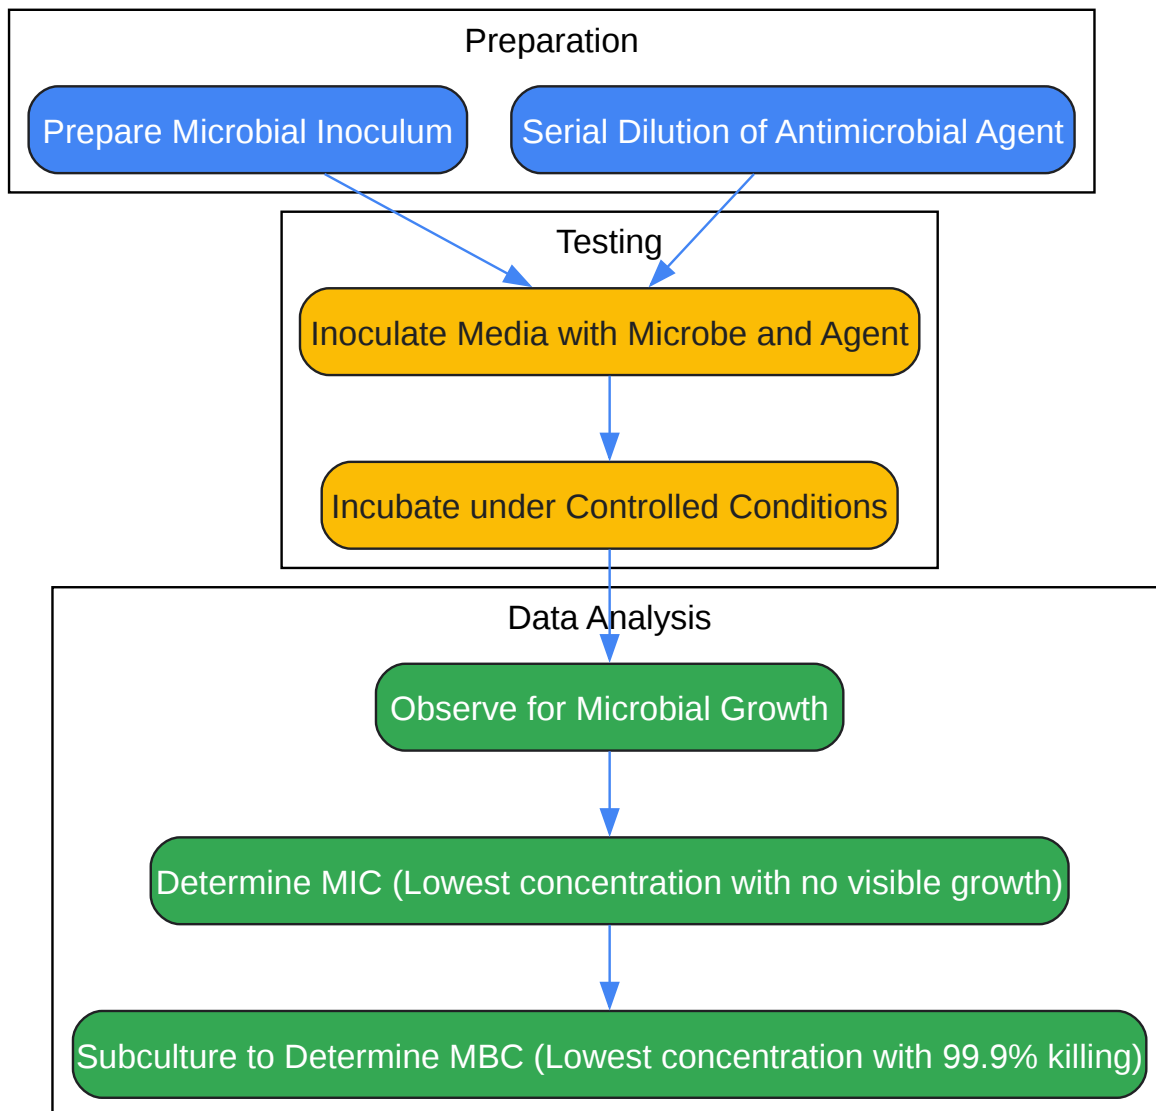 Preparation
Prepare Microbial Inoculum
Serial Dilution of Antimicrobial Agent
Testing
Inoculate Media with Microbe and Agent
Incubate under Controlled Conditions
Data Analysis
Observe for Microbial Growth
Determine MIC (Lowest concentration with no visible growth)
Subculture to Determine MBC (Lowest concentration with 99.9% killing)